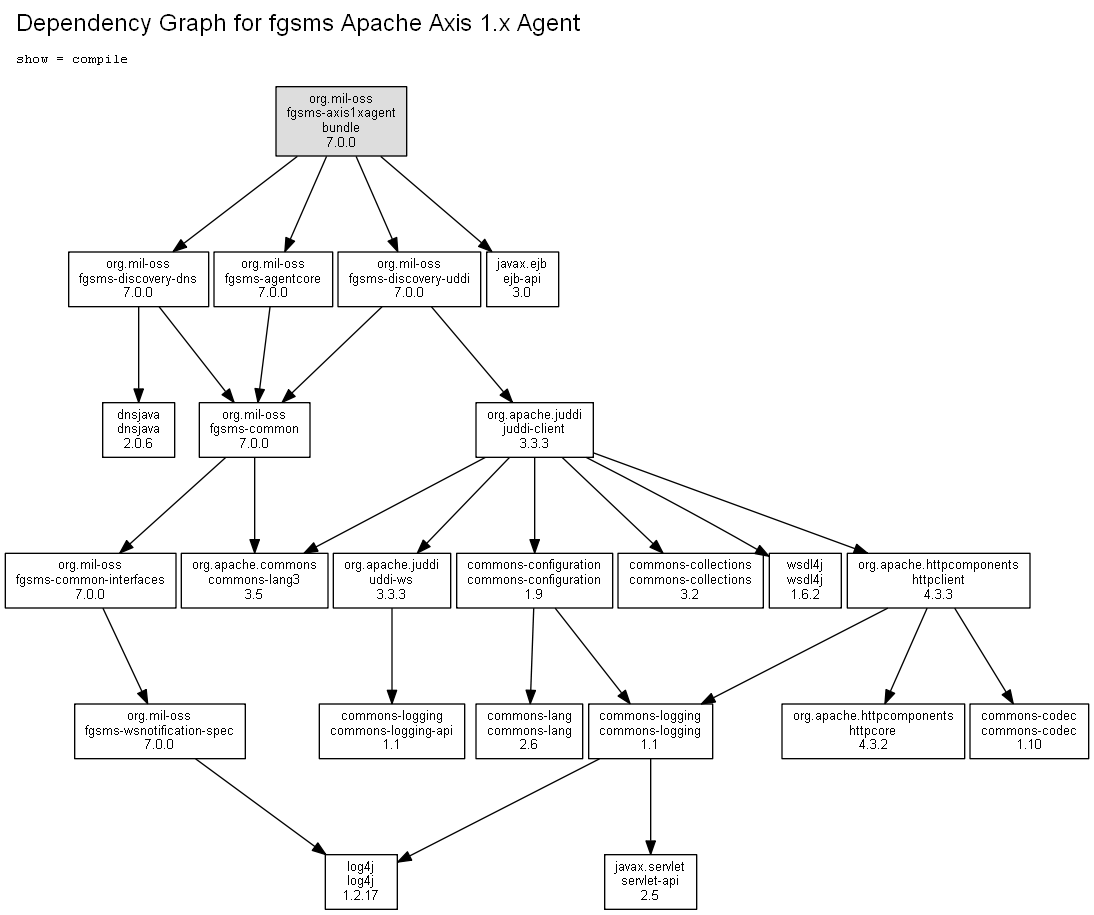 Dependency Graph for fgsms Apache Axis 1.x Agent
show = compile
org.mil-oss
fgsms-axis1xagent
bundle
7.0.0
org.mil-oss
fgsms-discovery-dns
7.0.0
org.mil-oss
fgsms-agentcore
7.0.0
org.mil-oss
fgsms-discovery-uddi
7.0.0
javax.ejb
ejb-api
3.0
dnsjava
dnsjava
2.0.6
org.mil-oss
fgsms-common
7.0.0
org.apache.juddi
juddi-client
3.3.3
org.mil-oss
fgsms-common-interfaces
7.0.0
org.apache.commons
commons-lang3
3.5
org.apache.juddi
uddi-ws
3.3.3
commons-configuration
commons-configuration
1.9
commons-collections
commons-collections
3.2
wsdl4j
wsdl4j
1.6.2
org.apache.httpcomponents
httpclient
4.3.3
org.mil-oss
fgsms-wsnotification-spec
7.0.0
commons-logging
commons-logging-api
1.1
commons-lang
commons-lang
2.6
commons-logging
commons-logging
1.1
org.apache.httpcomponents
httpcore
4.3.2
commons-codec
commons-codec
1.10
log4j
log4j
1.2.17
javax.servlet
servlet-api
2.5